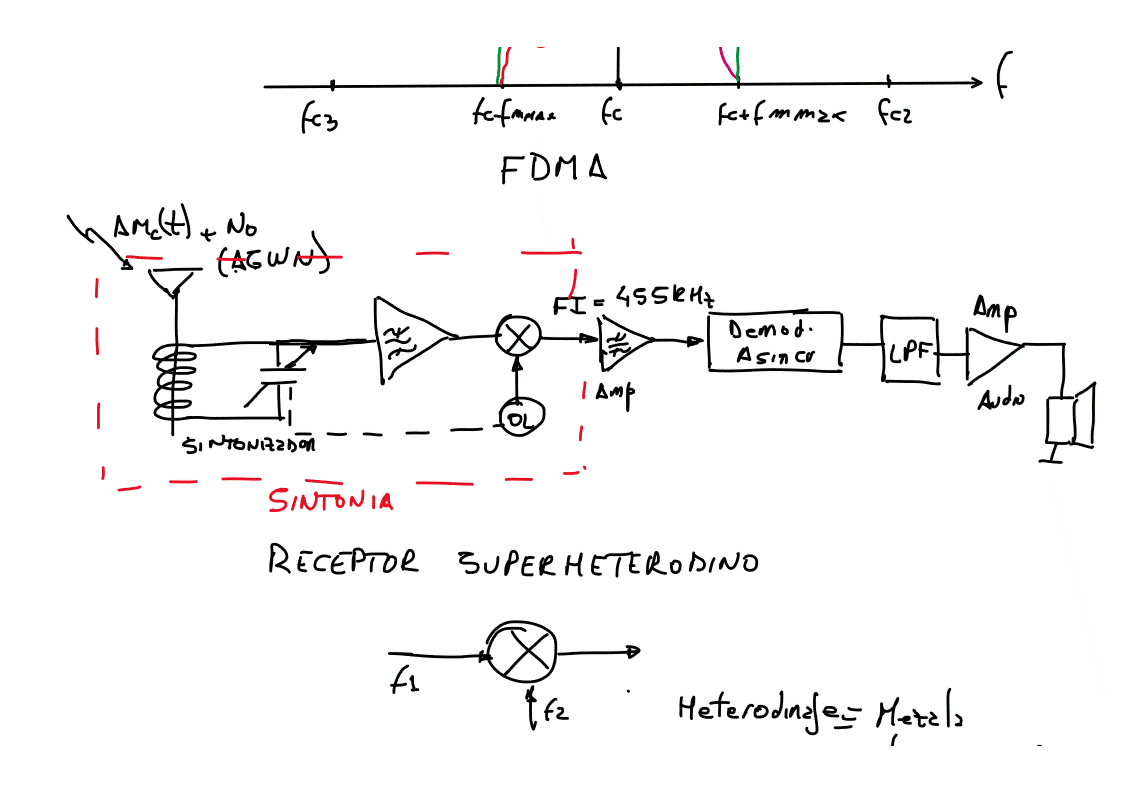 f
fc3 fc-fmmax fc fc+fmmax fc2
FDMA
AMc(t) + No
(AGWN)
FI = 455kHz
Amp
Demod.
Asincr
LPF
Amp
Audio
OL
SINTONIZADOR
SINTONIA
RECEPTOR SUPERHETERODINO
f1
f2
Heterodinaje = Mezcla